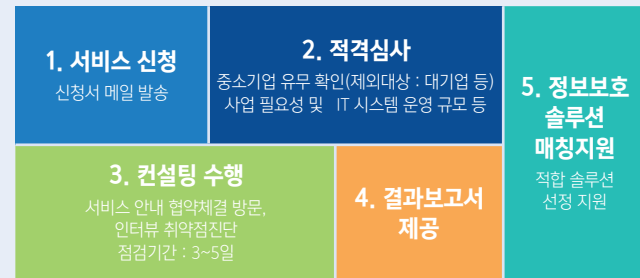 1. 서비스 신청
신청서 메일 발송
2. 적격심사
중소기업 유무 확인(제외대상 : 대기업 등)
사업 필요성 및 IT 시스템 운영 규모 등
3. 컨설팅 수행
서비스 안내 협약체결 방문,
인터뷰 취약점진단
점검기간 : 3~5일
4. 결과보고서
제공
5. 정보보호
솔루션
매칭지원
적합 솔루션
선정 지원